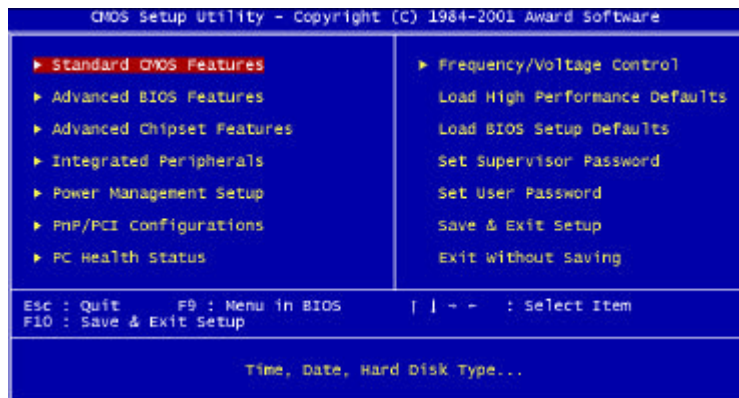 CMOS Setup Utility - Copyright (C) 1984-2001 Award Software
▶ Standard CMOS Features
▶ Advanced BIOS Features
▶ Advanced Chipset Features
▶ Integrated Peripherals
▶ Power Management Setup
▶ PnP/PCI Configurations
▶ PC Health Status
▶ Frequency/Voltage Control
Load High Performance Defaults
Load BIOS Setup Defaults
Set Supervisor Password
Set User Password
Save & Exit Setup
Exit Without Saving
Esc : Quit F9 : Menu in BIOS ↑ ↓ → ← : Select Item
F10 : Save & Exit Setup
Time, Date, Hard Disk Type...